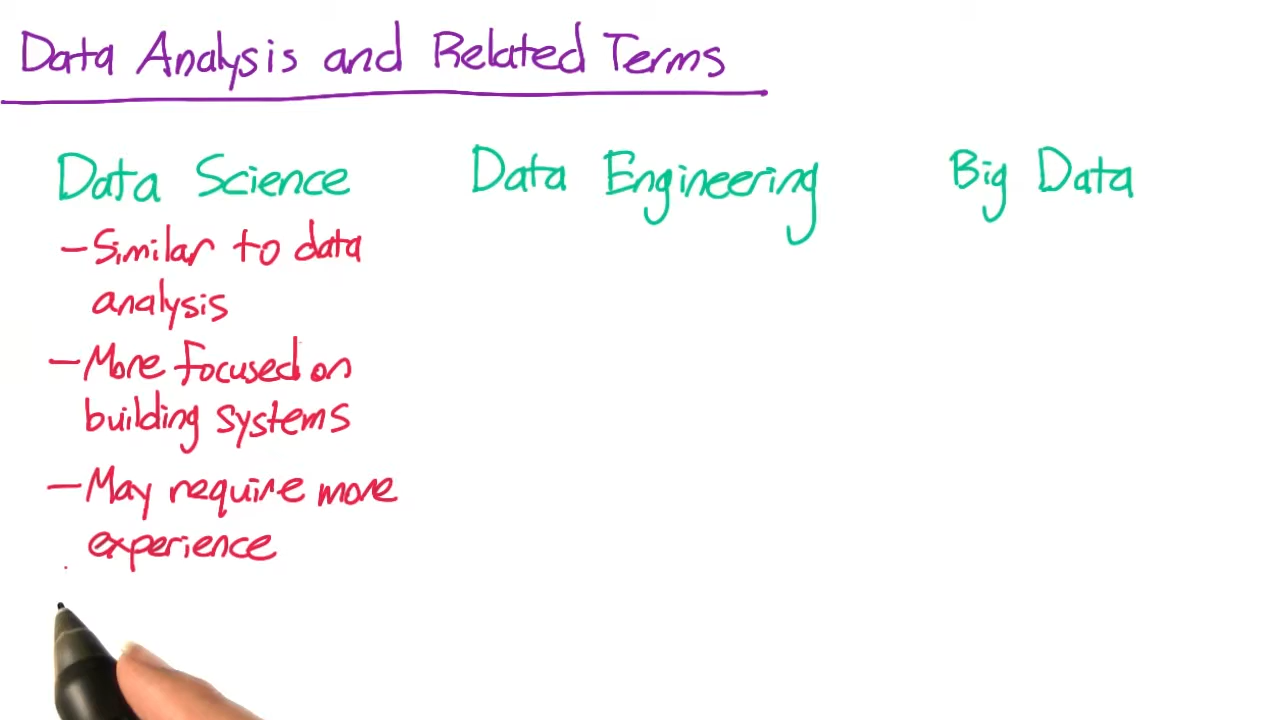 Data Analysis and Related Terms
Data Science
Data Engineering
Big Data
- Similar to data
analysis
- More focused on
building systems
- May require more
experience